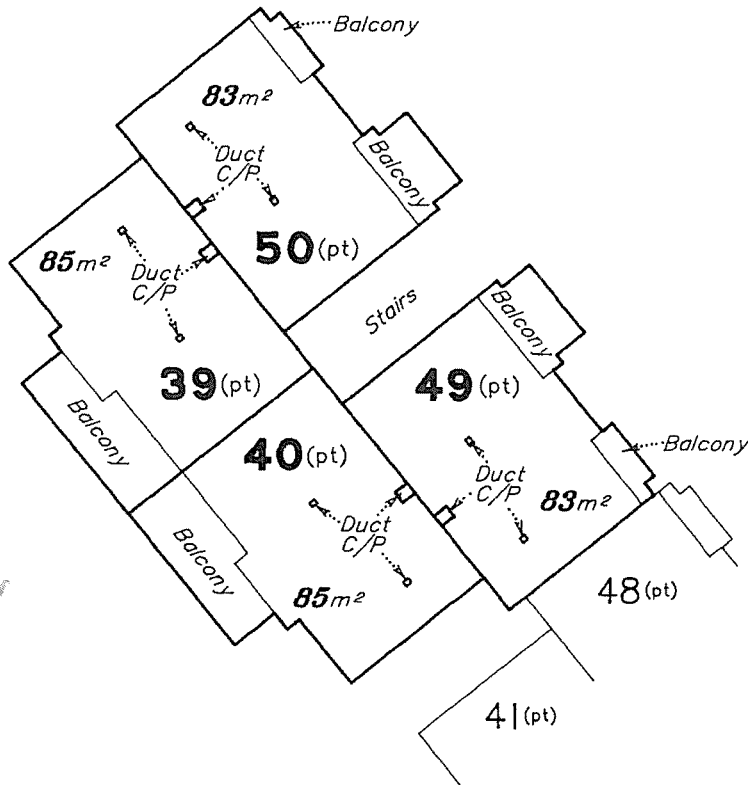 Balcony
83m²
Duct
C/P
Balcony
50(pt)
85m²
Duct
C/P
Stairs
Balcony
39(pt)
49(pt)
Balcony
40(pt)
Balcony
Duct
C/P
83m²
Duct
C/P
Balcony
85m²
48(pt)
41(pt)